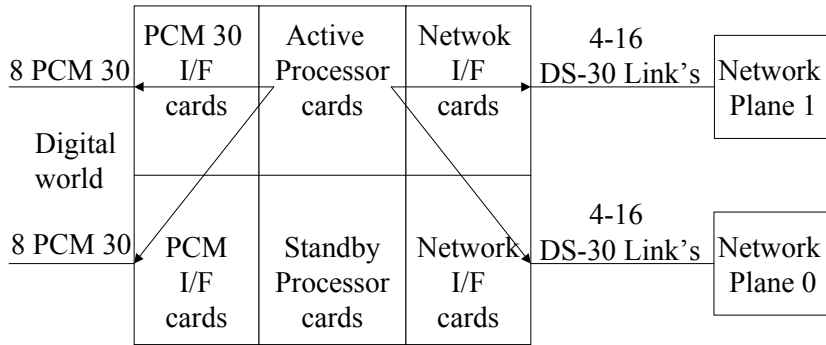 8 PCM 30
PCM 30
I/F
cards
Active
Processor
cards
Netwok
I/F
cards
4-16
DS-30 Link's
Network
Plane 1
Digital
world
8 PCM 30
PCM
I/F
cards
Standby
Processor
cards
Network
I/F
cards
4-16
DS-30 Link's
Network
Plane 0